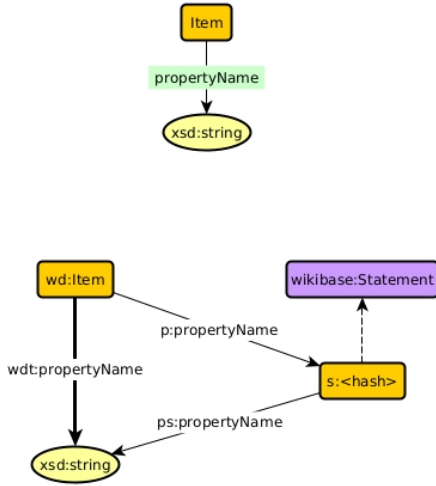 Item
propertyName
xsd:string
wd:Item
wikibase:Statement
p:propertyName
wdt:propertyName
s:<hash>
ps:propertyName
xsd:string